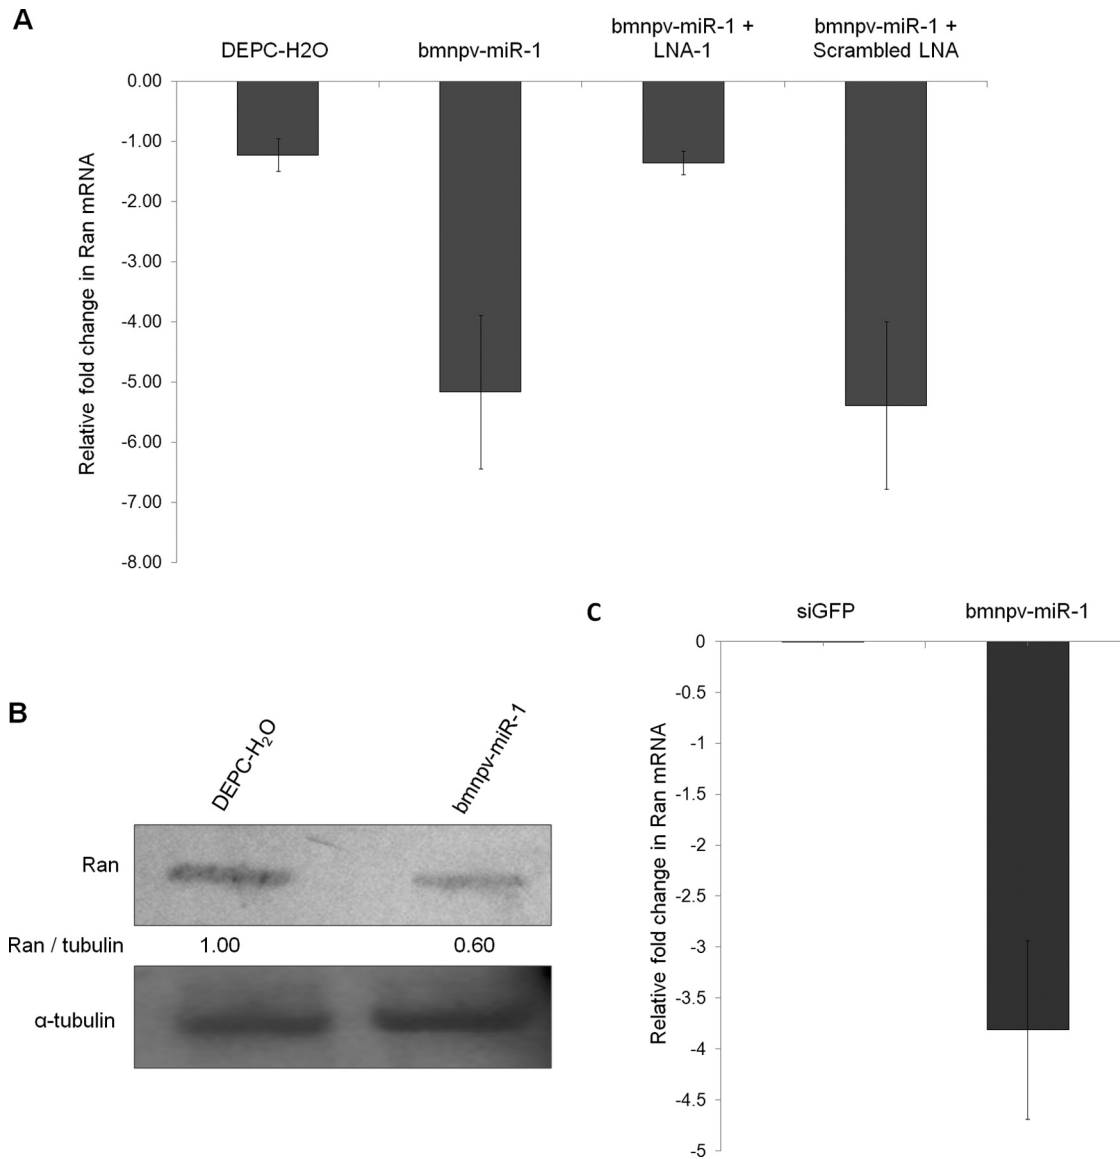 A
DEPC-H2O
bmnpv-miR-1
bmnpv-miR-1 +
LNA-1
bmnpv-miR-1 +
Scrambled LNA
Relative fold change in Ran mRNA
0.00
-1.00
-2.00
-3.00
-4.00
-5.00
-6.00
-7.00
-8.00
B
DEPC-H₂O
bmnpv-miR-1
Ran
Ran / tubulin
1.00
0.60
α-tubulin
C
siGFP
bmnpv-miR-1
Relative fold change in Ran mRNA
0
-0.5
-1
-1.5
-2
-2.5
-3
-3.5
-4
-4.5
-5